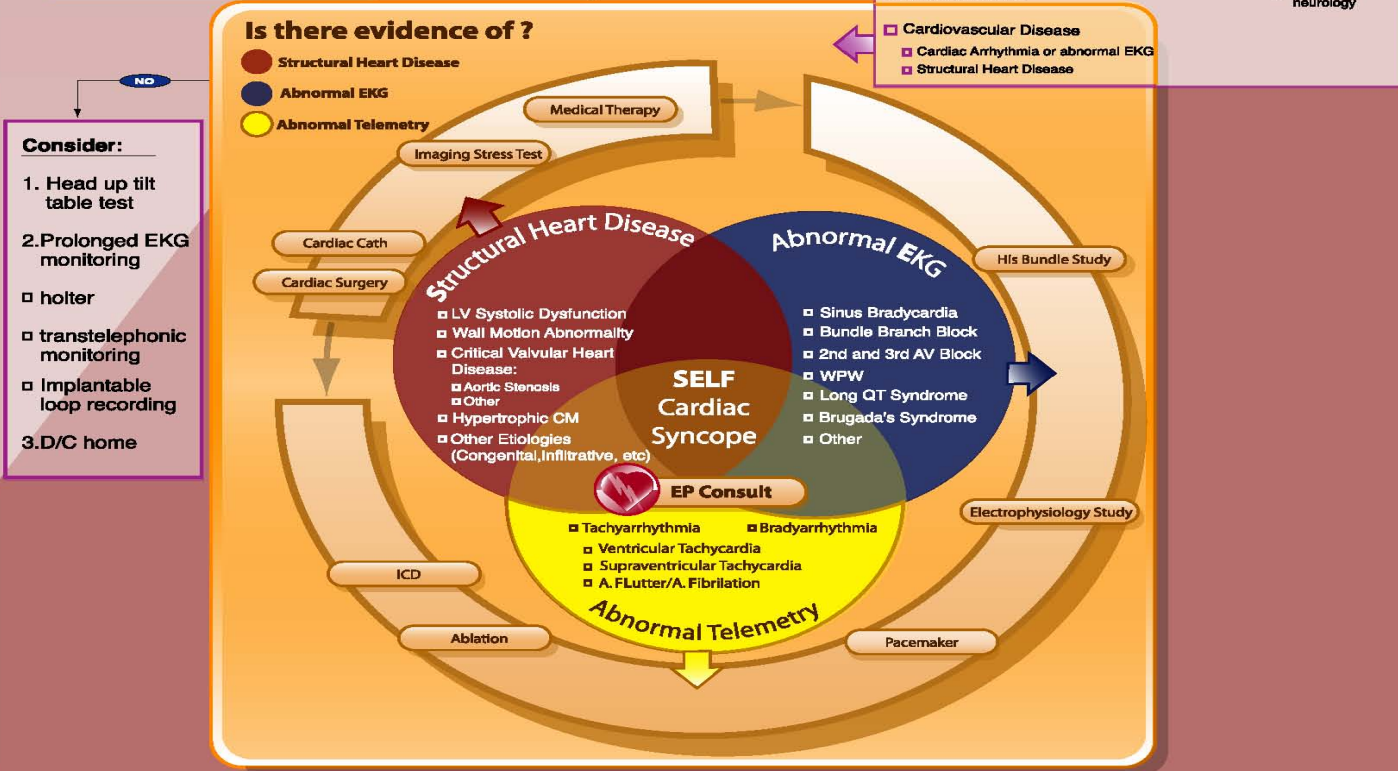 neurology
Is there evidence of ?
Structural Heart Disease
Abnormal EKG
Abnormal Telemetry
Cardiovascular Disease
Cardiac Arrhythmia or abnormal EKG
Structural Heart Disease
NO
Consider:
1. Head up tilt
table test
2.Prolonged EKG
monitoring
holter
transtelephonic
monitoring
Implantable
loop recording
3.D/C home
Medical Therapy
Imaging Stress Test
Cardiac Cath
Cardiac Surgery
Structural Heart Disease
LV Systolic Dysfunction
Wall Motion Abnormality
Critical Valvular Heart
Disease:
Aortic Stenosis
Other
Hypertrophic CM
Other Etiologies
(Congenital,Infiltrative, etc)
Abnormal EKG
Sinus Bradycardia
Bundle Branch Block
2nd and 3rd AV Block
WPW
Long QT Syndrome
Brugada's Syndrome
Other
SELF
Cardiac
Syncope
EP Consult
Tachyarrhythmia
Bradyarrhythmia
Ventricular Tachycardia
Supraventricular Tachycardia
A. FLutter/A. Fibrilation
Abnormal Telemetry
His Bundle Study
Electrophysiology Study
Pacemaker
Ablation
ICD